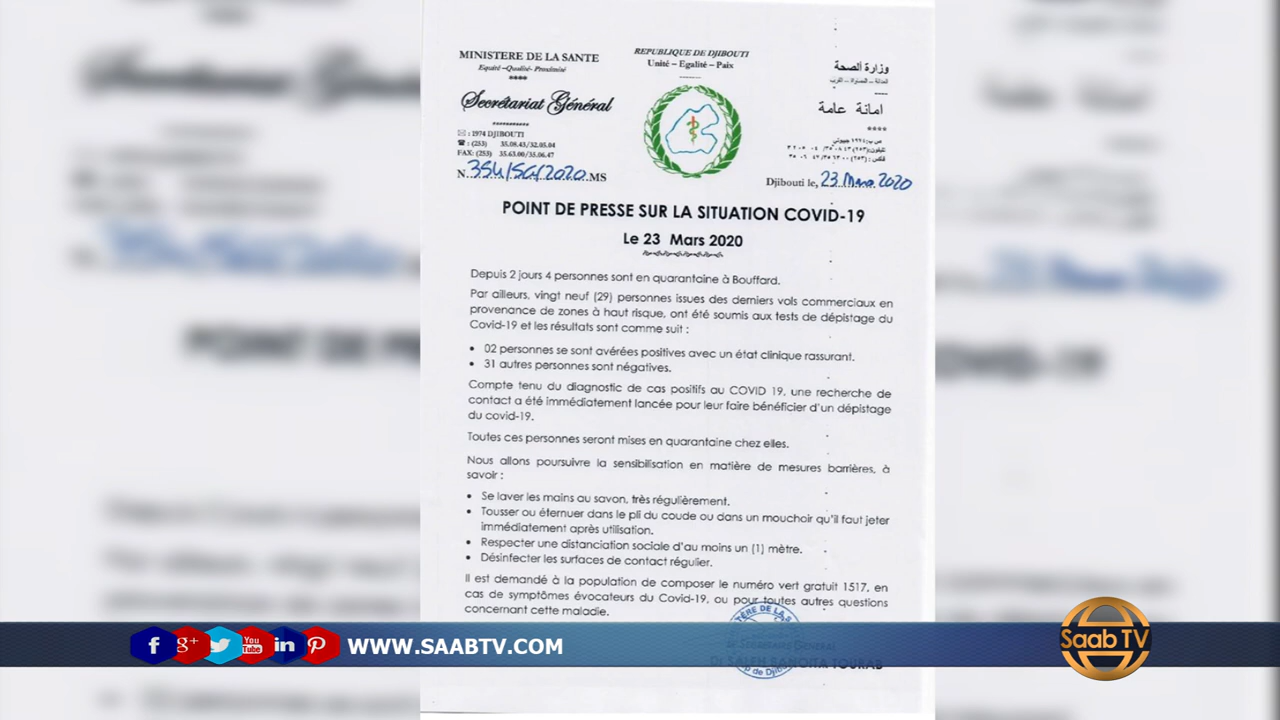 MINISTERE DE LA SANTE
Equité –Qualité- Proximité
****
Secrétariat Général
***********
: 1974 DJIBOUTI
: (253) 35.09.43/32.05.04
FAX: (253) 35.63.00/35.06.47
N.354/SG/2020.MS
REPUBLIQUE DE DJIBOUTI
Unité – Egalité – Paix
وزارة الصحة
امانة عامة
****
Djibouti le, 23 Mars 2020
POINT DE PRESSE SUR LA SITUATION COVID-19
Le 23 Mars 2020
Depuis 2 jours 4 personnes sont en quarantaine à Bouffard.
Par ailleurs, vingt neuf (29) personnes issues des derniers vols commerciaux en
provenance de zones à haut risque, ont été soumis aux tests de dépistage du
Covid-19 et les résultats sont comme suit :
• 02 personnes se sont avérées positives avec un état clinique rassurant.
• 31 autres personnes sont négatives.
Compte tenu du diagnostic de cas positifs au COVID 19, une recherche de
contact a été immédiatement lancée pour leur faire bénéficier d'un dépistage
du covid-19.
Toutes ces personnes seront mises en quarantaine chez elles.
Nous allons poursuivre la sensibilisation en matière de mesures barrières, à
savoir :
• Se laver les mains au savon, très régulièrement.
• Tousser ou éternuer dans le pli du coude ou dans un mouchoir qu'il faut jeter
immédiatement après utilisation.
• Respecter une distanciation sociale d'au moins un (1) mètre.
• Désinfecter les surfaces de contact régulier.
Il est demandé à la population de composer le numéro vert gratuit 1517, en
cas de symptômes évocateurs du Covid-19, ou pour toutes autres questions
concernant cette maladie.
WWW.SAABTV.COM
You
Tube
Saab TV